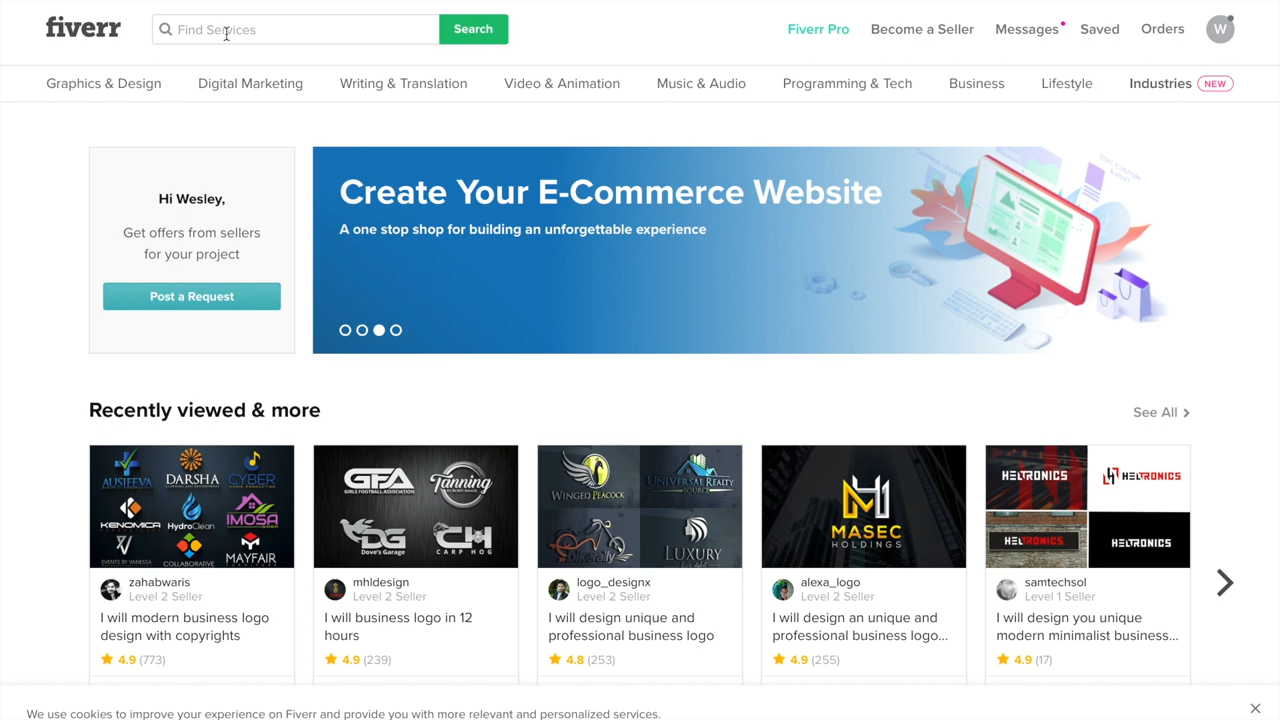 fiverr
Find Services
Search
Fiverr Pro
Become a Seller
Messages
Saved
Orders
W
Graphics & Design
Digital Marketing
Writing & Translation
Video & Animation
Music & Audio
Programming & Tech
Business
Lifestyle
Industries NEW
Hi Wesley,
Get offers from sellers
for your project
Post a Request
Create Your E-Commerce Website
A one stop shop for building an unforgettable experience
Recently viewed & more
See All
AUSJEEVA
DARSHA
CYBER
KENOMICA
HydroClean
IMOSA
EVENTS BY VANESSA
COLLABORATIVE
MAYFAIR
GFA
GIRLS FOOTBALL ASSOCIATION
Tanning
DG
Dove's Garage
CH
CARP HOG
WINGED PEACOCK
UNIVERSAL REALTY
SOURCE
LUXURY
MASEC
HOLDINGS
HELTRONICS
HELTRONICS
HELTRONICS
HELTRONICS
zahabwaris
Level 2 Seller
I will modern business logo
design with copyrights
4.9 (773)
mhldesign
Level 2 Seller
I will business logo in 12
hours
4.9 (239)
logo_designx
Level 2 Seller
I will design unique and
professional business logo
4.8 (253)
alexa_logo
Level 2 Seller
I will design an unique and
professional business logo...
4.9 (255)
samtechsol
Level 1 Seller
I will design you unique
modern minimalist business...
4.9 (17)
We use cookies to improve your experience on Fiverr and provide you with more relevant and personalized services.